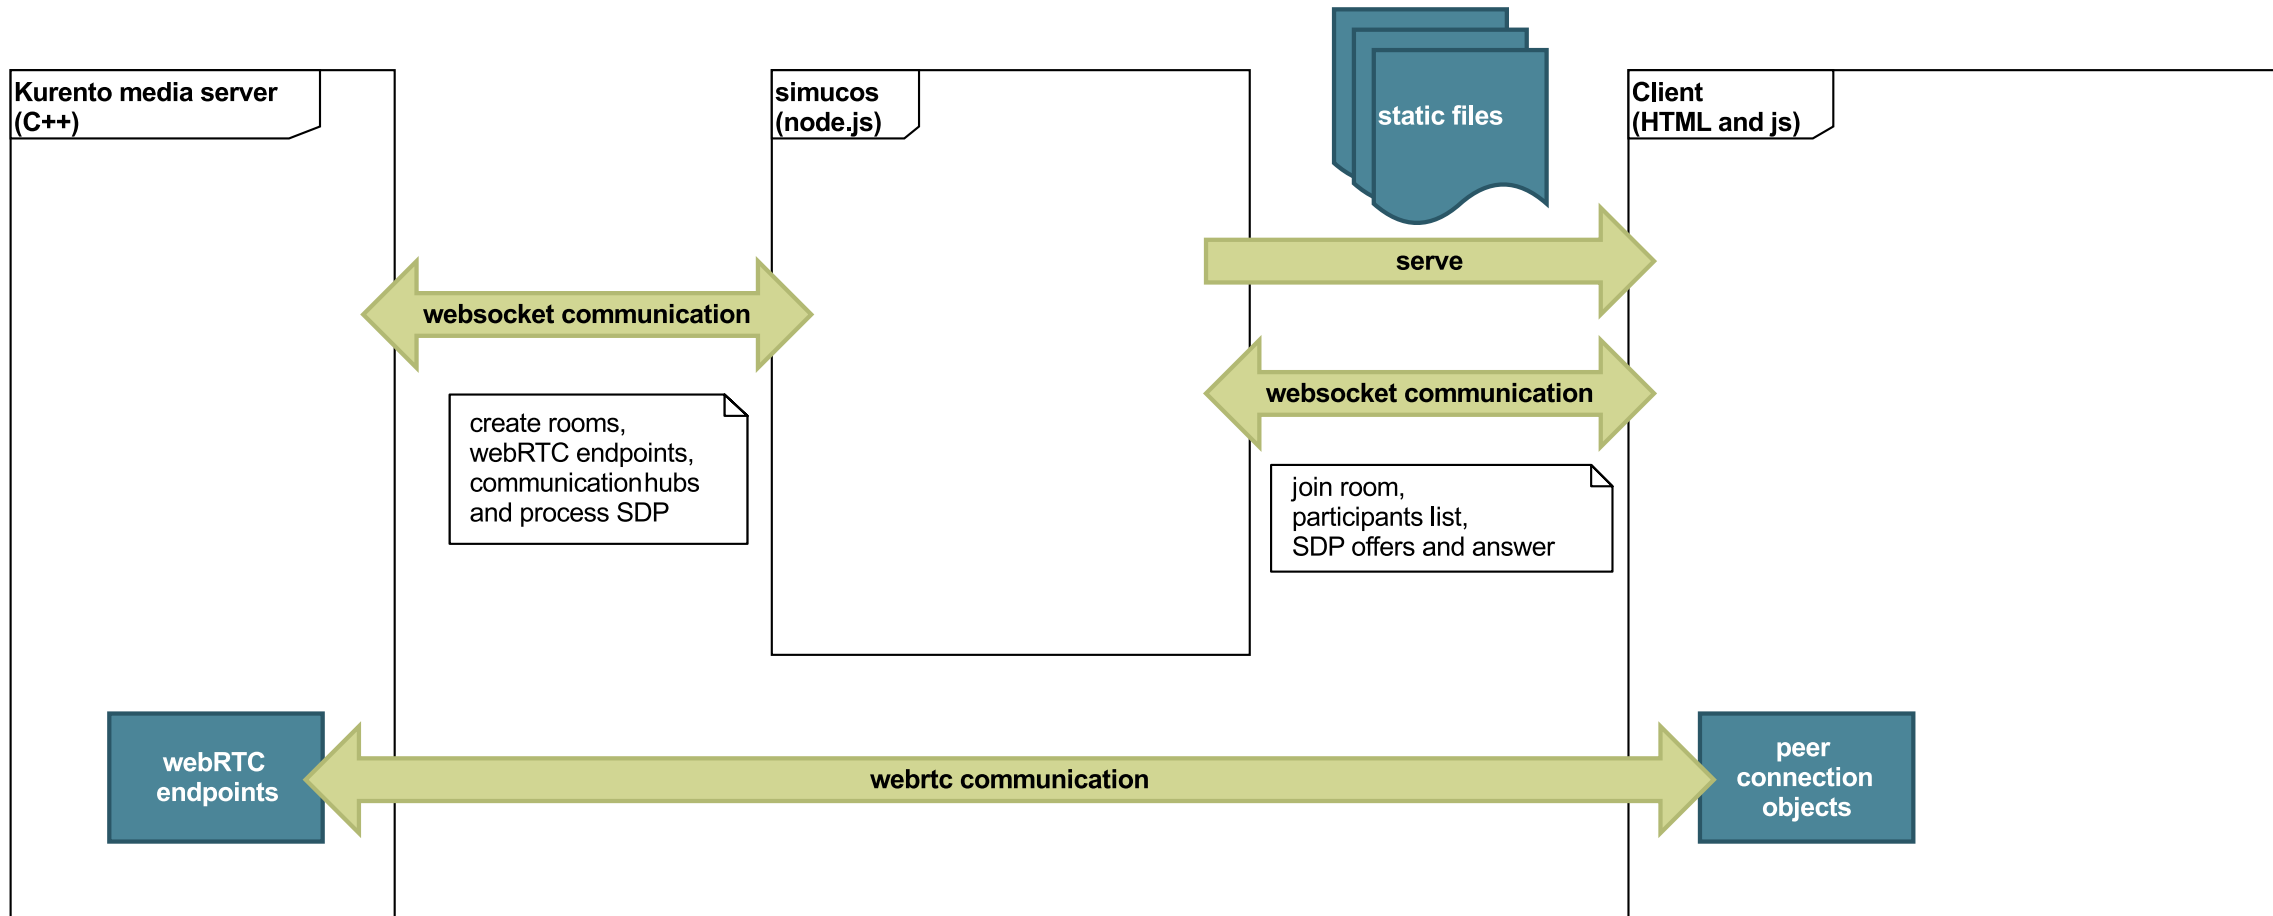 Kurento media server
(C++)
simucos
(node.js)
static files
Client
(HTML and js)
serve
websocket communication
websocket communication
create rooms,
webRTC endpoints,
communication hubs
and process SDP
join room,
participants list,
SDP offers and answer
webRTC
endpoints
webrtc communication
peer
connection
objects